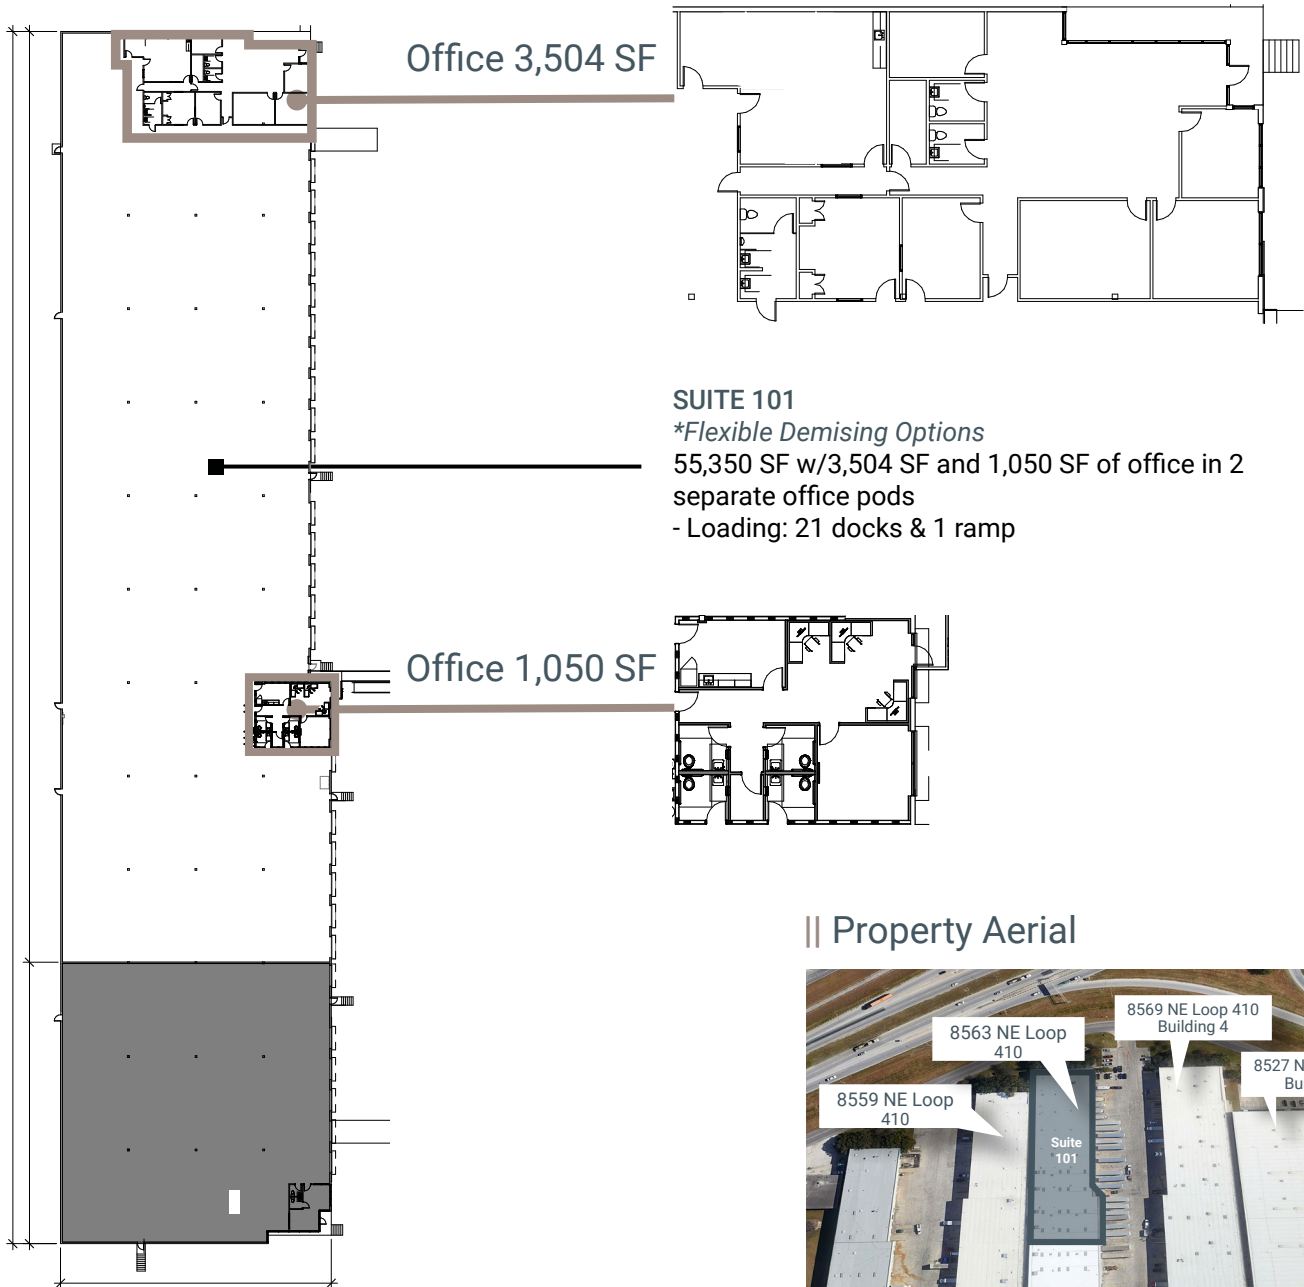 Office 3,504 SF
SUITE 101
*Flexible Demising Options
55,350 SF w/3,504 SF and 1,050 SF of office in 2
separate office pods
- Loading: 21 docks & 1 ramp
Office 1,050 SF
|| Property Aerial
8569 NE Loop 410
Building 4
8563 NE Loop
410
8527 N
Bu
8559 NE Loop
410
Suite
101